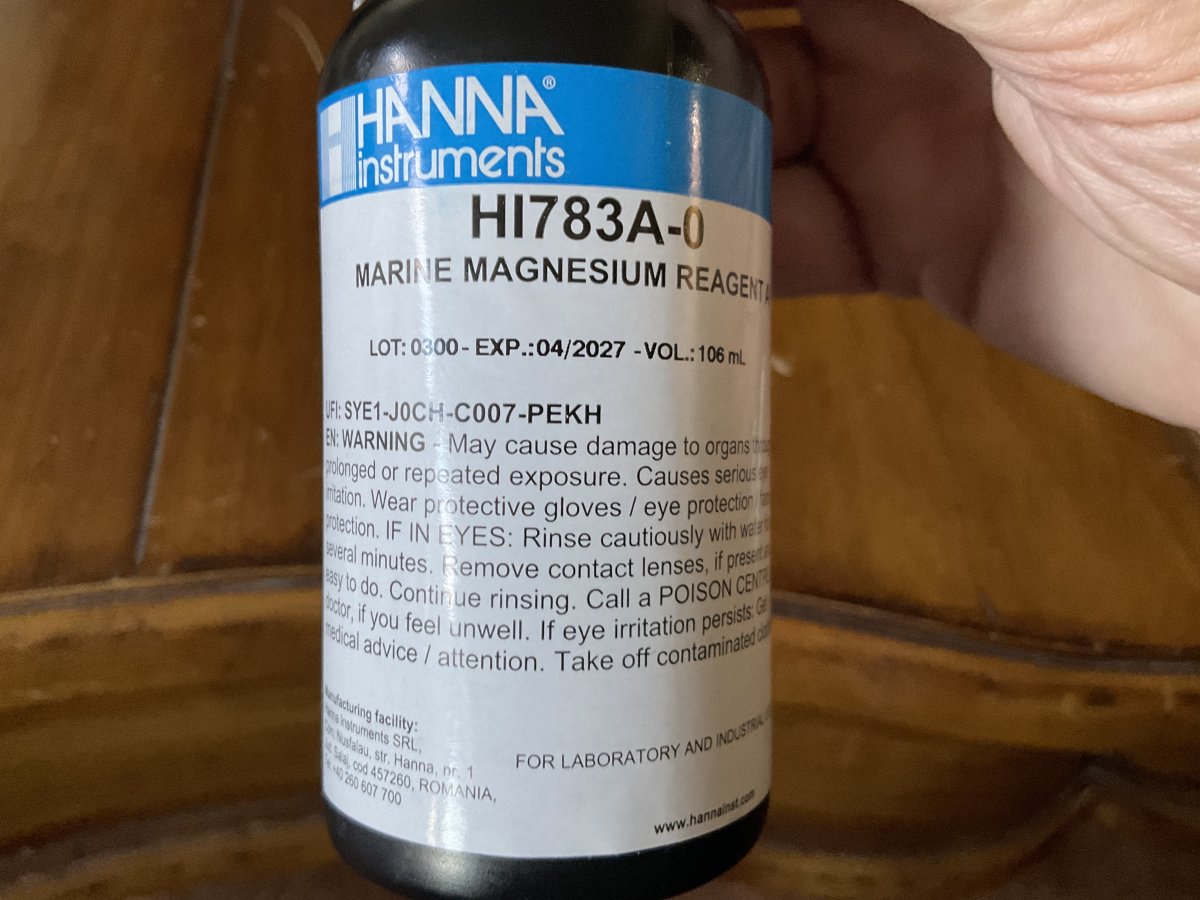 HANNA®
instruments
HI783A-0
MARINE MAGNESIUM REAGENT A
LOT: 0300 - EXP.: 04/2027 - VOL.: 106 mL
UFI: SYE1-J0CH-C007-PEKH
EN: WARNING - May cause damage to organs
prolonged or repeated exposure. Causes serious eye
irritation. Wear protective gloves / eye protection /
protection. IF IN EYES: Rinse cautiously with water
several minutes. Remove contact lenses, if present
easy to do. Continue rinsing. Call a POISON
doctor, if you feel unwell. If eye irritation persists: Get
medical advice / attention. Take off contaminated
Manufacturing facility:
Hanna Instruments SRL,
Com. Nusfalau, str. Hanna, nr. 1
Jud. Salaj, cod 457260, ROMANIA,
Tel. +40 260 607 700
FOR LABORATORY AND INDUSTRIAL
www.hannainst.com